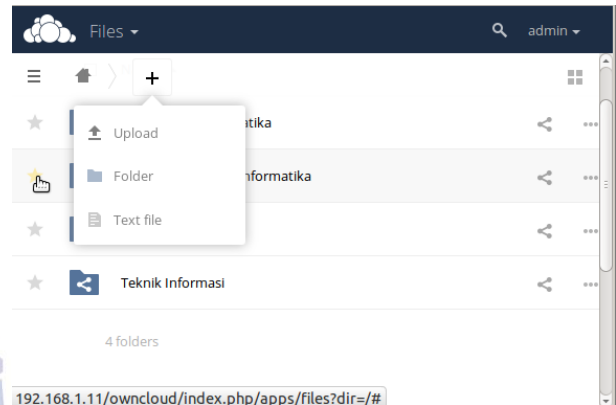 Files
admin
+
Upload
atika
Folder
nformatika
Text file
Teknik Informasi
4 folders
192.168.1.11/owncloud/index.php/apps/files?dir=/#